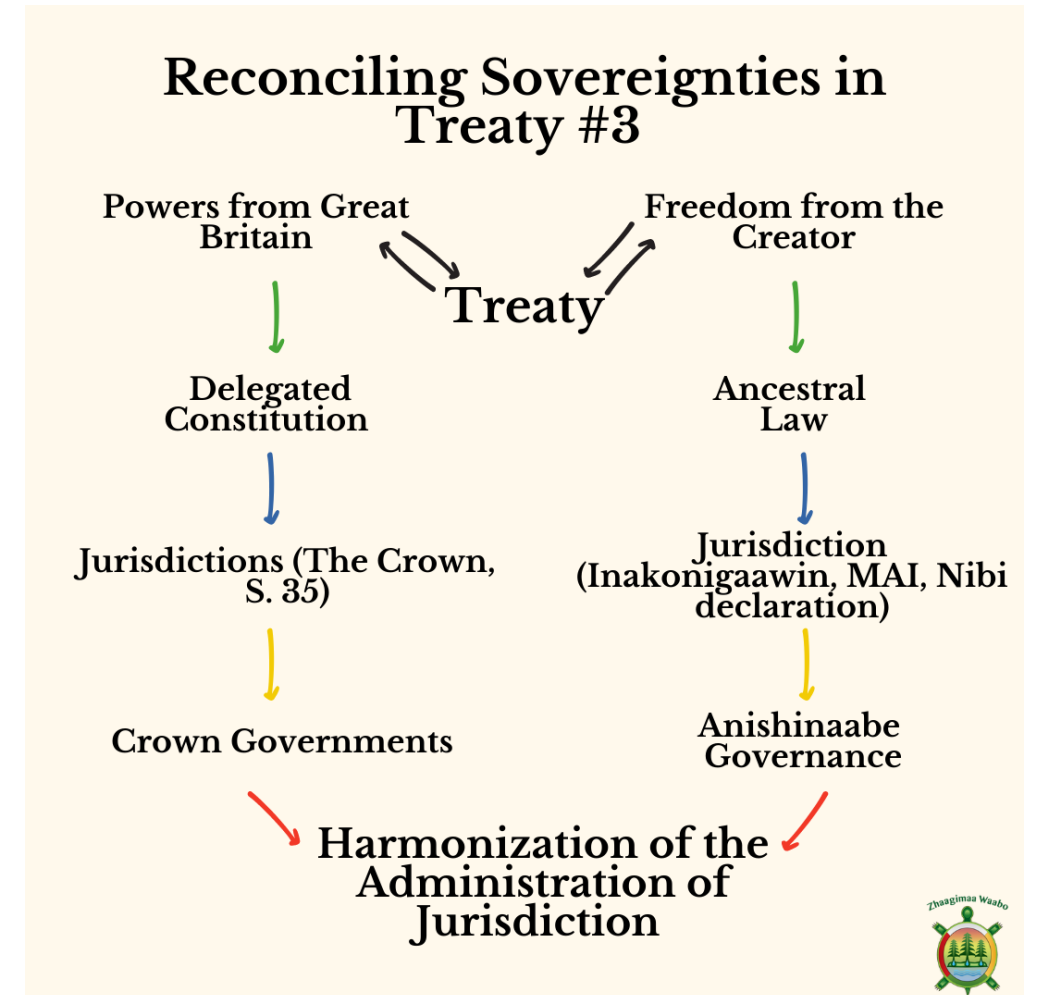 Reconciling Sovereignties in
Treaty #3
Powers from Great
Britain
Freedom from the
Creator
Treaty
Delegated
Constitution
Ancestral
Law
Jurisdictions (The Crown,
S. 35)
Jurisdiction
(Inakonigaawin, MAI, Nibi
declaration)
Crown Governments
Anishinaabe
Governance
Harmonization of the
Administration of
Jurisdiction
Zhaagimaa Waabo